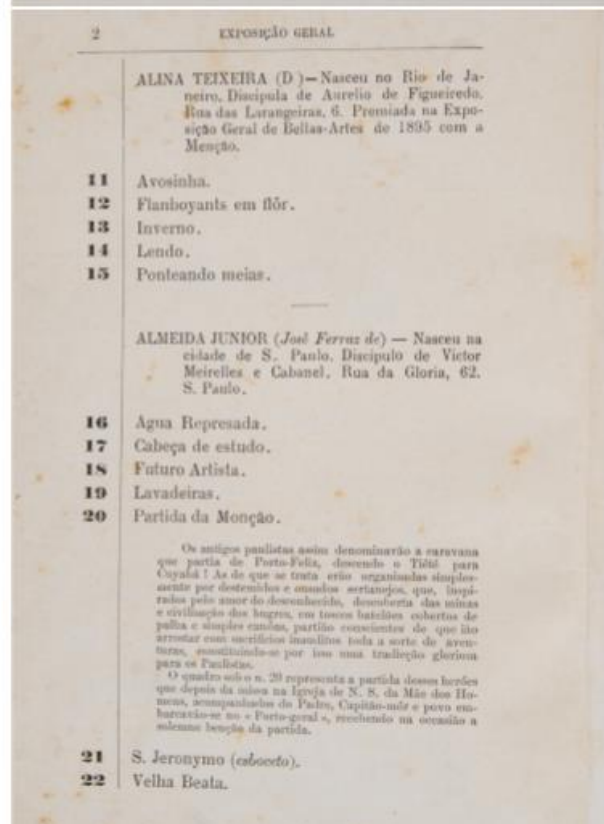 2 EXPOSIÇÃO GERAL
ALINA TEIXEIRA (D )—Nasceu no Rio de Ja-
neiro. Discipula de Aurelio de Figueiredo.
Rua das Larangeiras, 6. Premiada na Expo-
sição Geral de Bellas-Artes de 1895 com a
Menção.
11 Avosinha.
12 Flanboyants em flôr.
13 Inverno.
14 Lendo.
15 Ponteando meias.
ALMEIDA JUNIOR (José Ferraz de) — Nasceu na
cidade de S. Paulo. Discipulo de Victor
Meirelles e Cabanel. Rua da Gloria, 62.
S. Paulo.
16 Agua Represada.
17 Cabeça de estudo.
18 Futuro Artista.
19 Lavadeiras.
20 Partida da Monção.
Os antigos paulistas assim denominavão a caravana
que partia de Porto-Feliz, descendo o Tiêtê para
Cuyabá! As de que se trata erão organisadas simples-
mente por destemidos e ousados sertanejos, que, inspi-
rados pelo amor do desconhecido, descoberta das minas
e civilisação dos bugres, em toscos batelões cobertos de
palha e simples canôas, partião conscientes de que ião
arrostar com sacrificios inauditos toda a sorte de aven-
turas, constituindo-se por isso uma tradicção gloriosa
para os Paulistas.
O quadro sob o n. 20 representa a partida desses heróes
que depois da missa na Igreja de N. S. da Mãe dos Ho-
mens, acompanhados do Padre, Capitão-mór e povo em-
barcavão-se no « Porto-geral », recebendo na occasião a
solemne benção da partida.
21 S. Jeronymo (esboceto).
22 Velha Beata.